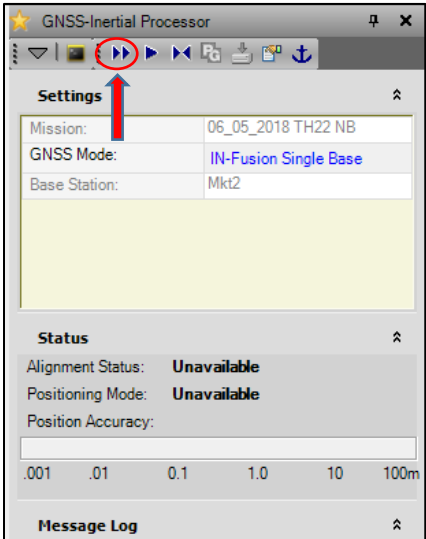 GNSS-Inertial Processor
Settings
Mission: 06_05_2018 TH22 NB
GNSS Mode: IN-Fusion Single Base
Base Station: Mkt2
Status
Alignment Status: Unavailable
Positioning Mode: Unavailable
Position Accuracy:
.001 .01 0.1 1.0 10 100m
Message Log